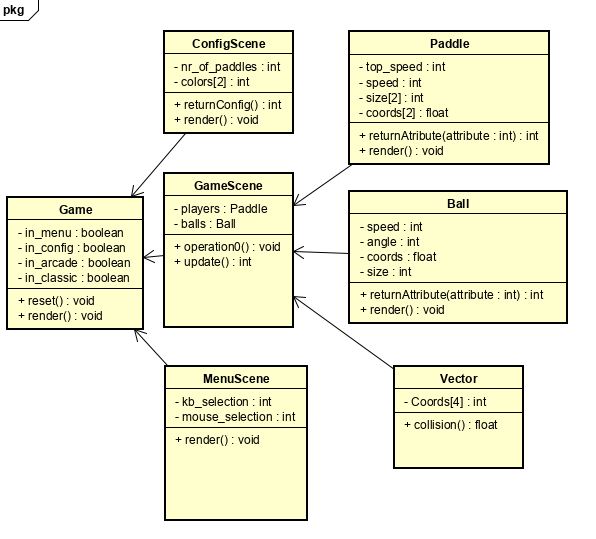 pkg
ConfigScene
- nr_of_paddles : int
- colors[2] : int
+ returnConfig() : int
+ render() : void
Paddle
- top_speed : int
- speed : int
- size[2] : int
- coords[2] : float
+ returnAtribute(attribute : int) : int
+ render() : void
GameScene
- players : Paddle
- balls : Ball
+ operation0() : void
+ update() : int
Ball
- speed : int
- angle : int
- coords : float
- size : int
+ returnAttribute(attribute : int) : int
+ render() : void
Game
- in_menu : boolean
- in_config : boolean
- in_arcade : boolean
- in_classic : boolean
+ reset() : void
+ render() : void
MenuScene
- kb_selection : int
- mouse_selection : int
+ render() : void
Vector
- Coords[4] : int
+ collision() : float